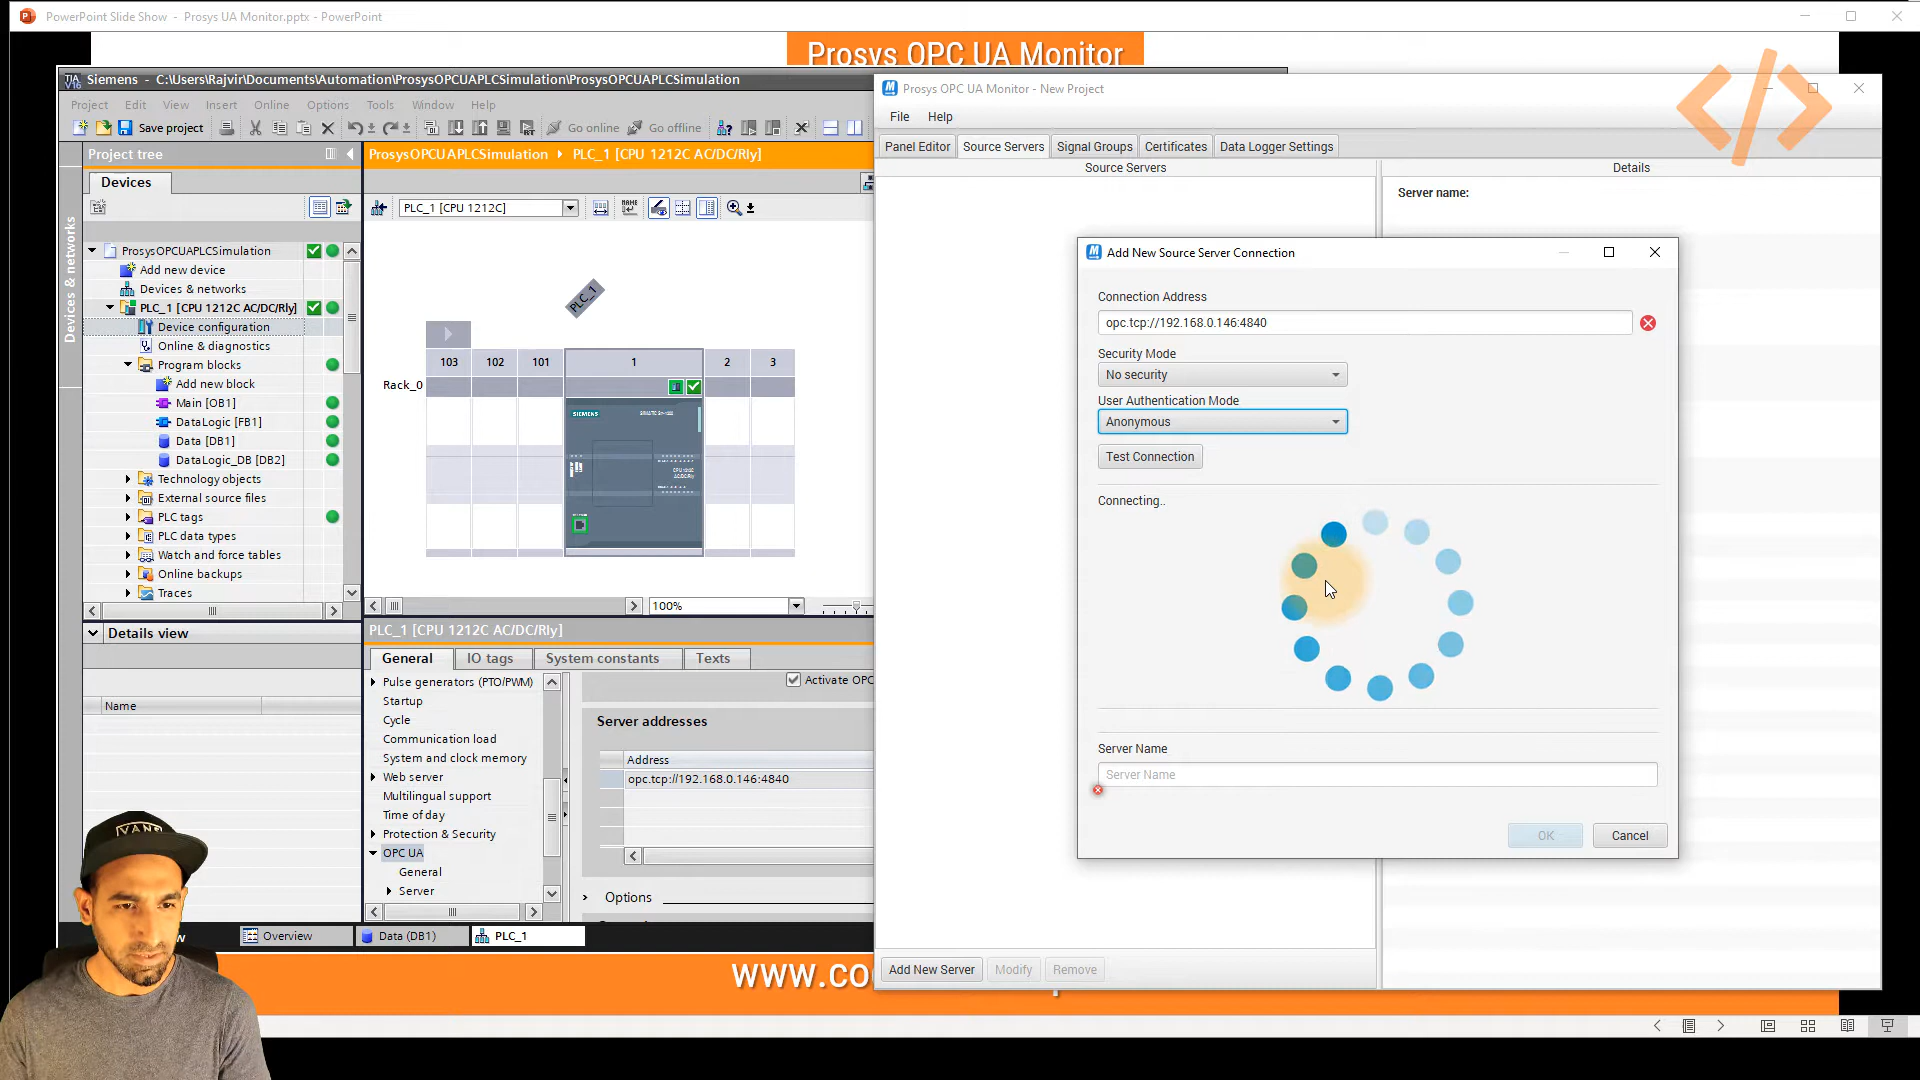 PowerPoint Slide Show - Prosys UA Monitor.pptx - PowerPoint
Prosys OPC UA Monitor
Siemens - C:\Users\Rajvir\Documents\Automation\ProsysOPCUAPLCSimulation\ProsysOPCUAPLCSimulation
Project Edit View Insert Online Options Tools Window Help
Save project
Go online
Go offline
Project tree
Devices
Devices & networks
ProsysOPCUAPLCSimulation
Add new device
Devices & networks
PLC_1 [CPU 1212C AC/DC/Rly]
Device configuration
Online & diagnostics
Program blocks
Add new block
Main [OB1]
DataLogic [FB1]
Data [DB1]
DataLogic_DB [DB2]
Technology objects
External source files
PLC tags
PLC data types
Watch and force tables
Online backups
Traces
Details view
Name
ProsysOPCUAPLCSimulation PLC_1 [CPU 1212C AC/DC/Rly]
PLC_1 [CPU 1212C]
PLC_1
103 102 101 1 2 3
Rack_0
SIEMENS
100%
PLC_1 [CPU 1212C AC/DC/Rly]
General IO tags System constants Texts
Pulse generators (PTO/PWM)
Startup
Cycle
Communication load
System and clock memory
Web server
Multilingual support
Time of day
Protection & Security
OPC UA
General
Server
Activate OPC
Server addresses
Address
opc.tcp://192.168.0.146:4840
Options
Overview
Data (DB1)
PLC_1
Prosys OPC UA Monitor - New Project
File Help
Panel Editor Source Servers Signal Groups Certificates Data Logger Settings
Source Servers
Details
Server name:
Add New Source Server Connection
Connection Address
opc.tcp://192.168.0.146:4840
Security Mode
No security
User Authentication Mode
Anonymous
Test Connection
Connecting..
Server Name
Server Name
OK Cancel
Add New Server Modify Remove
VANS